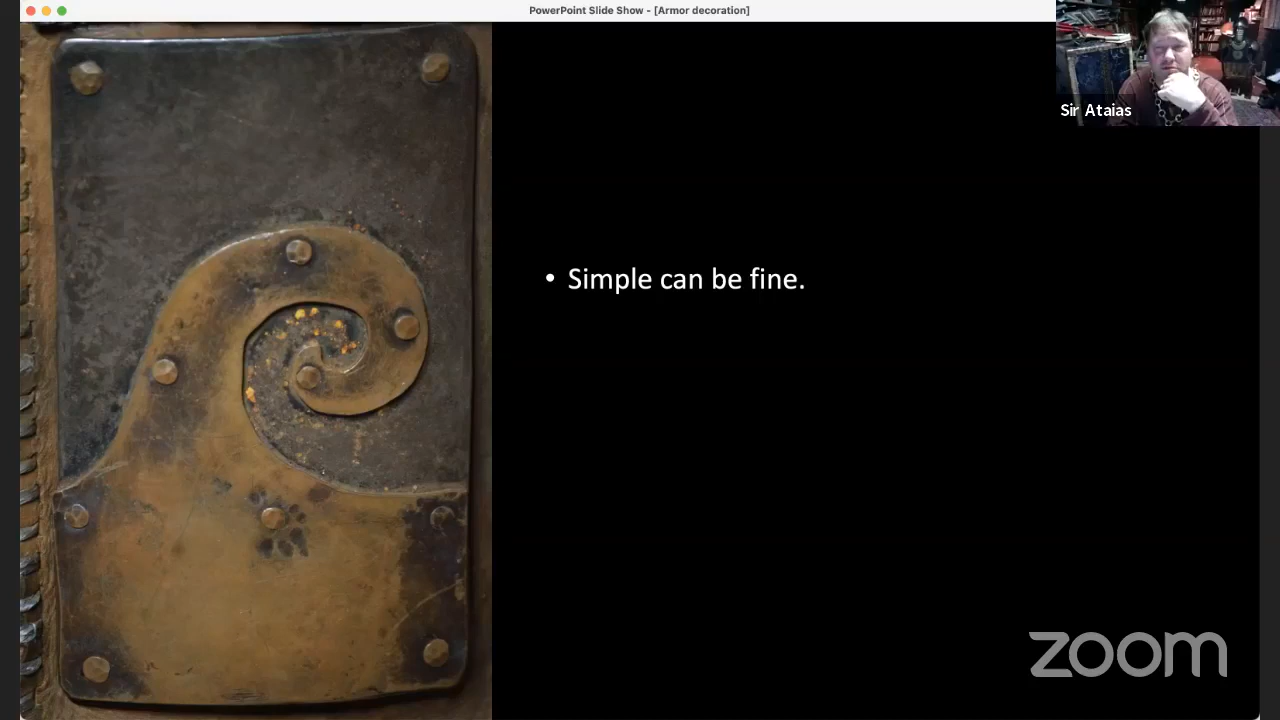 PowerPoint Slide Show - [Armor decoration]
Sir Ataias
• Simple can be fine.
zoom